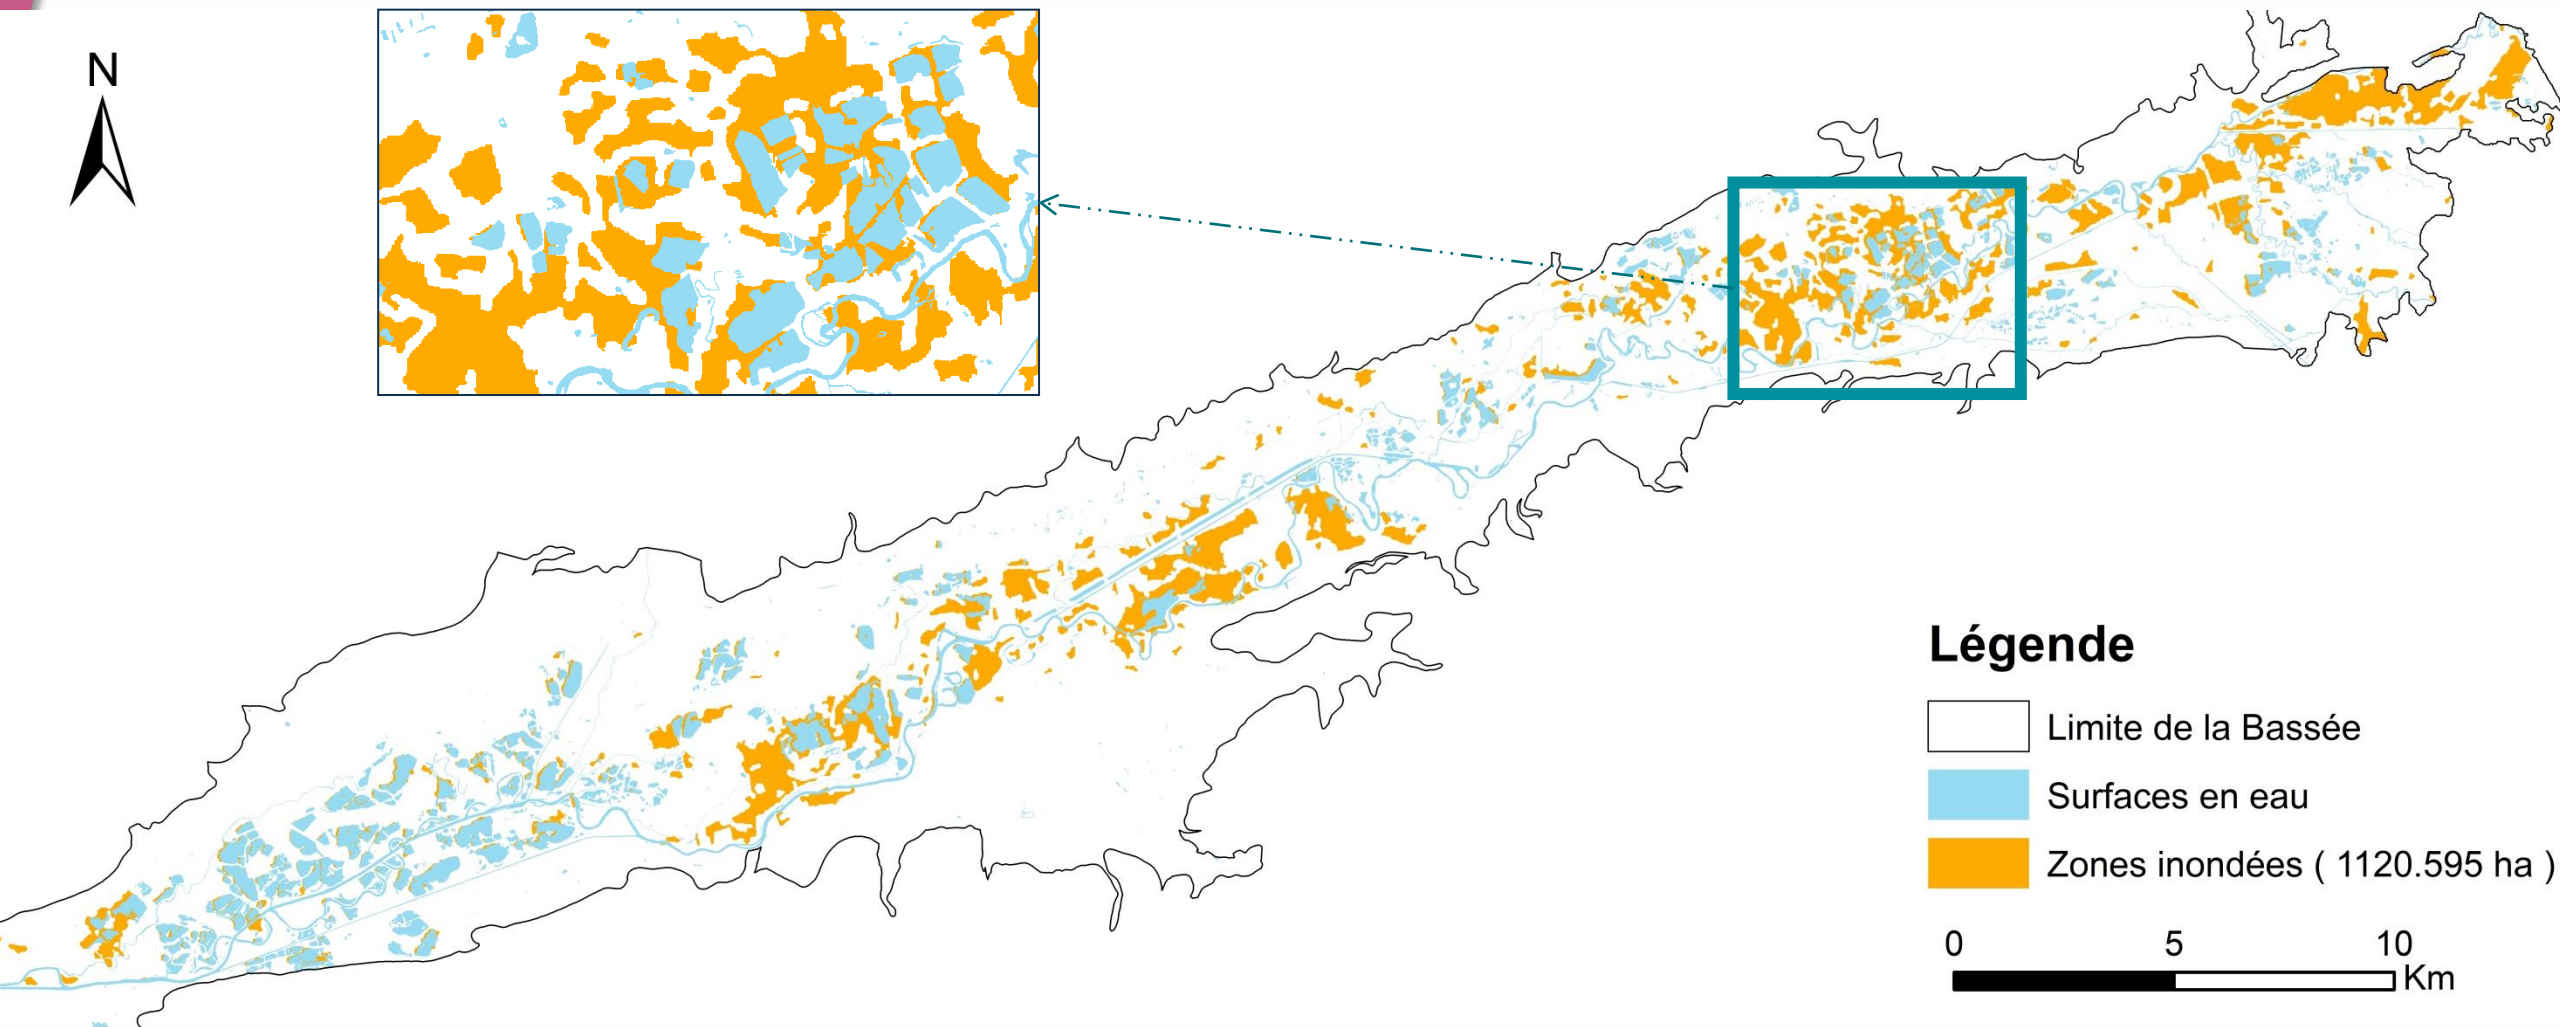 N
Légende
Limite de la Bassée
Surfaces en eau
Zones inondées ( 1120.595 ha )
0 5 10
Km